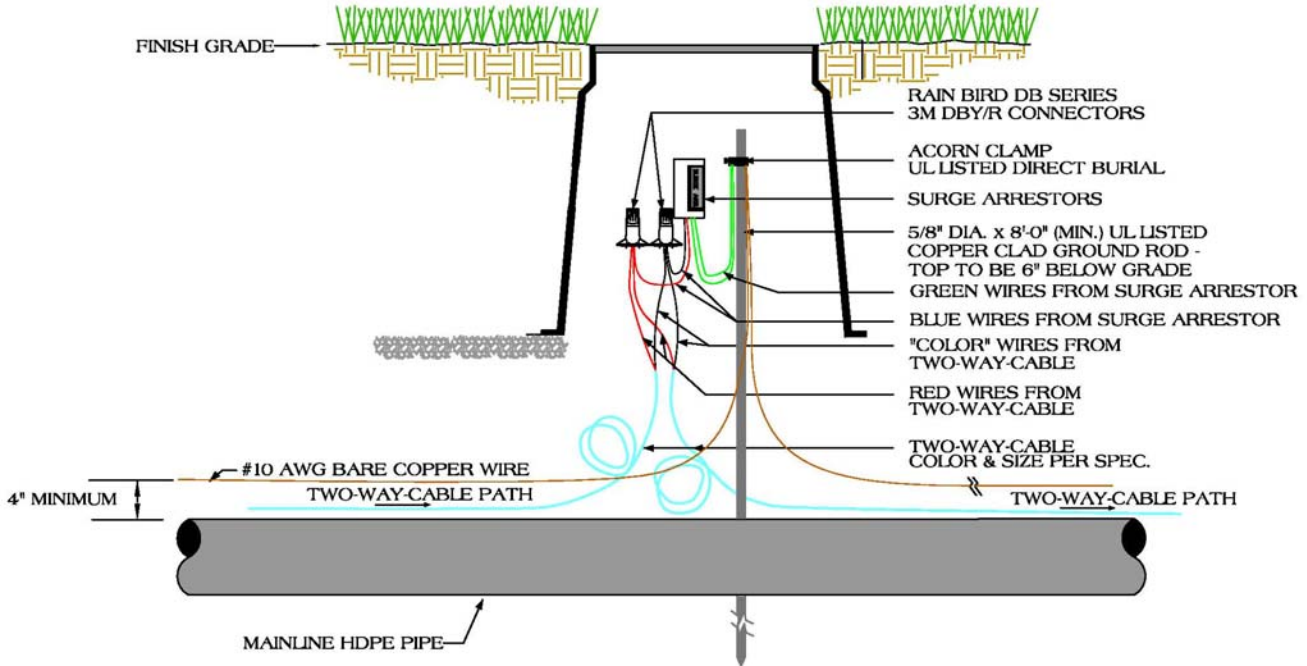 FINISH GRADE
RAIN BIRD DB SERIES
3M DBY/R CONNECTORS
ACORN CLAMP
UL LISTED DIRECT BURIAL
SURGE ARRESTORS
5/8" DIA. x 8'-0" (MIN.) UL LISTED
COPPER CLAD GROUND ROD -
TOP TO BE 6" BELOW GRADE
GREEN WIRES FROM SURGE ARRESTOR
BLUE WIRES FROM SURGE ARRESTOR
"COLOR" WIRES FROM
TWO-WAY-CABLE
RED WIRES FROM
TWO-WAY-CABLE
TWO-WAY-CABLE
COLOR & SIZE PER SPEC.
#10 AWG BARE COPPER WIRE
4" MINIMUM
TWO-WAY-CABLE PATH
TWO-WAY-CABLE PATH
MAINLINE HDPE PIPE